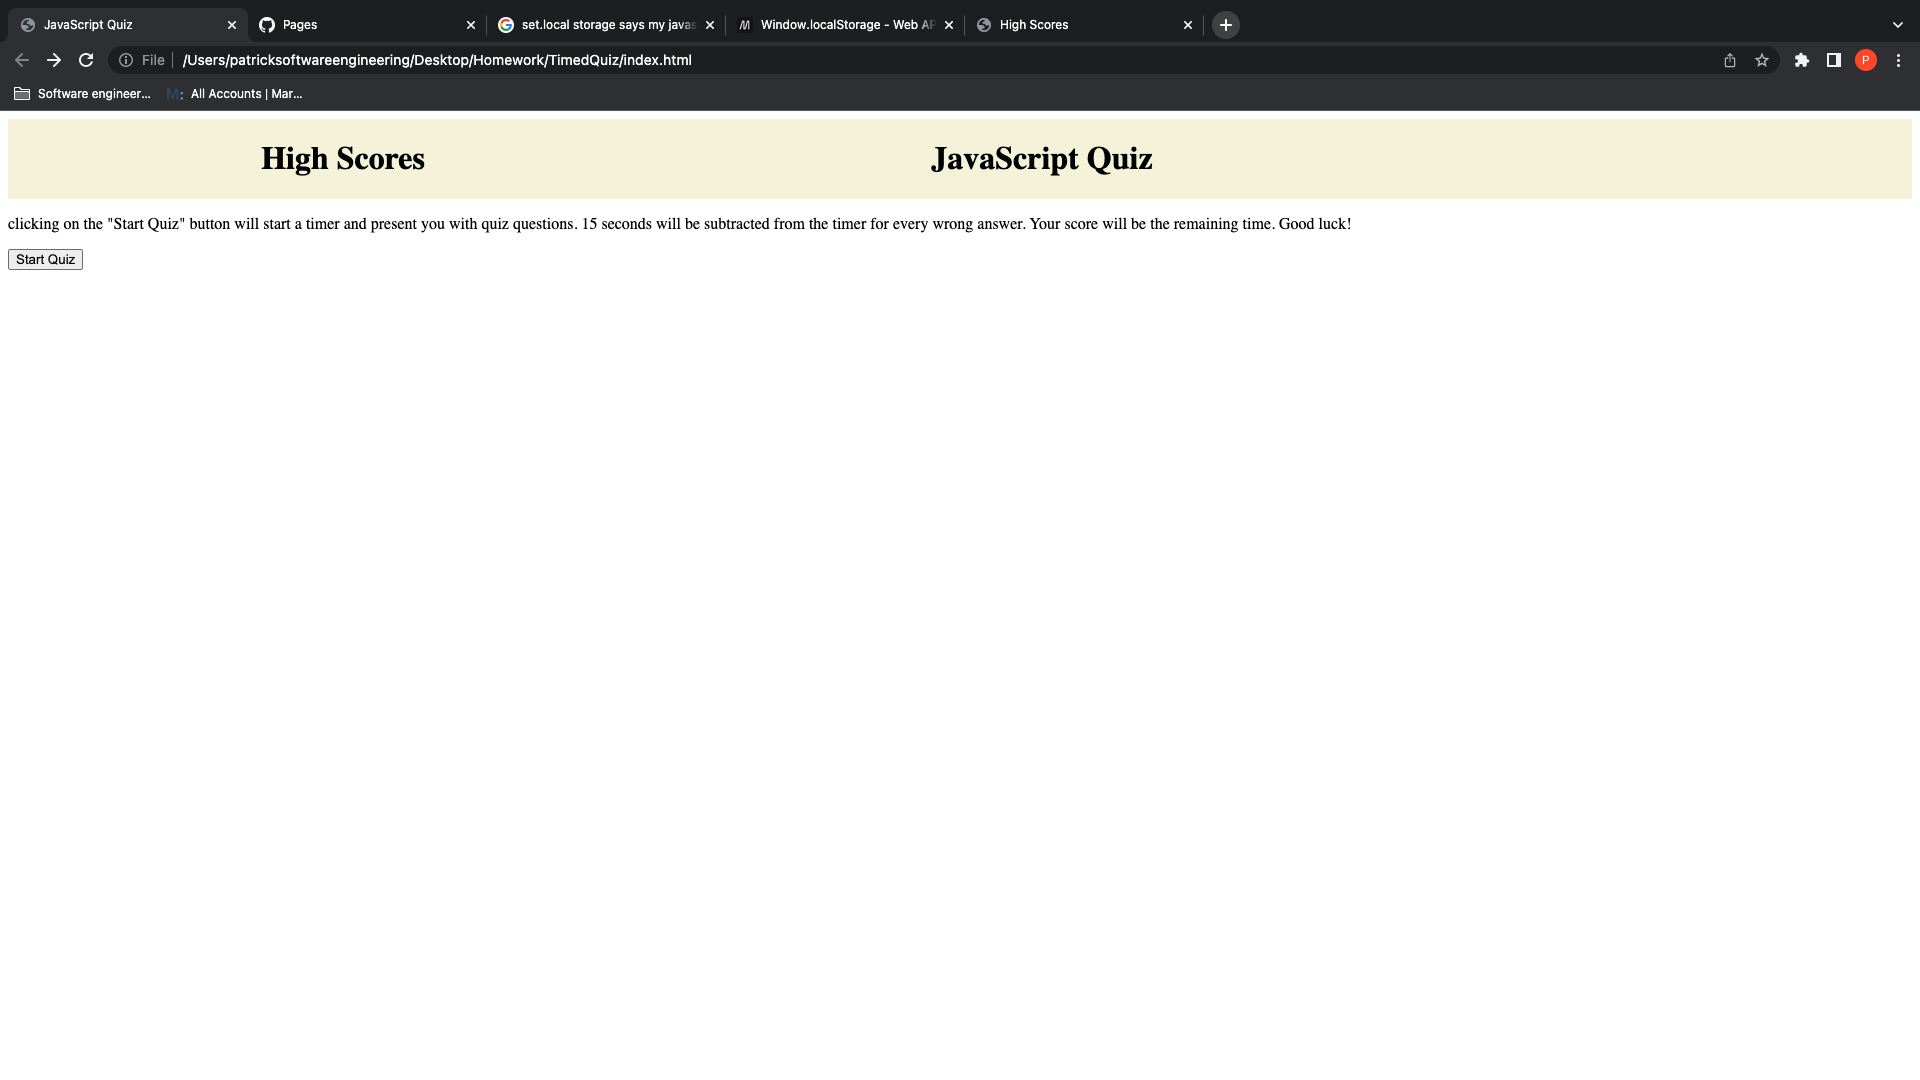 JavaScript Quiz
Pages
set.local storage says my javas
Window.localStorage - Web AP
High Scores
File
/Users/patricksoftwareengineering/Desktop/Homework/TimedQuiz/index.html
P
Software engineer...
M:
All Accounts | Mar...
High Scores
JavaScript Quiz
clicking on the "Start Quiz" button will start a timer and present you with quiz questions. 15 seconds will be subtracted from the timer for every wrong answer. Your score will be the remaining time. Good luck!
Start Quiz